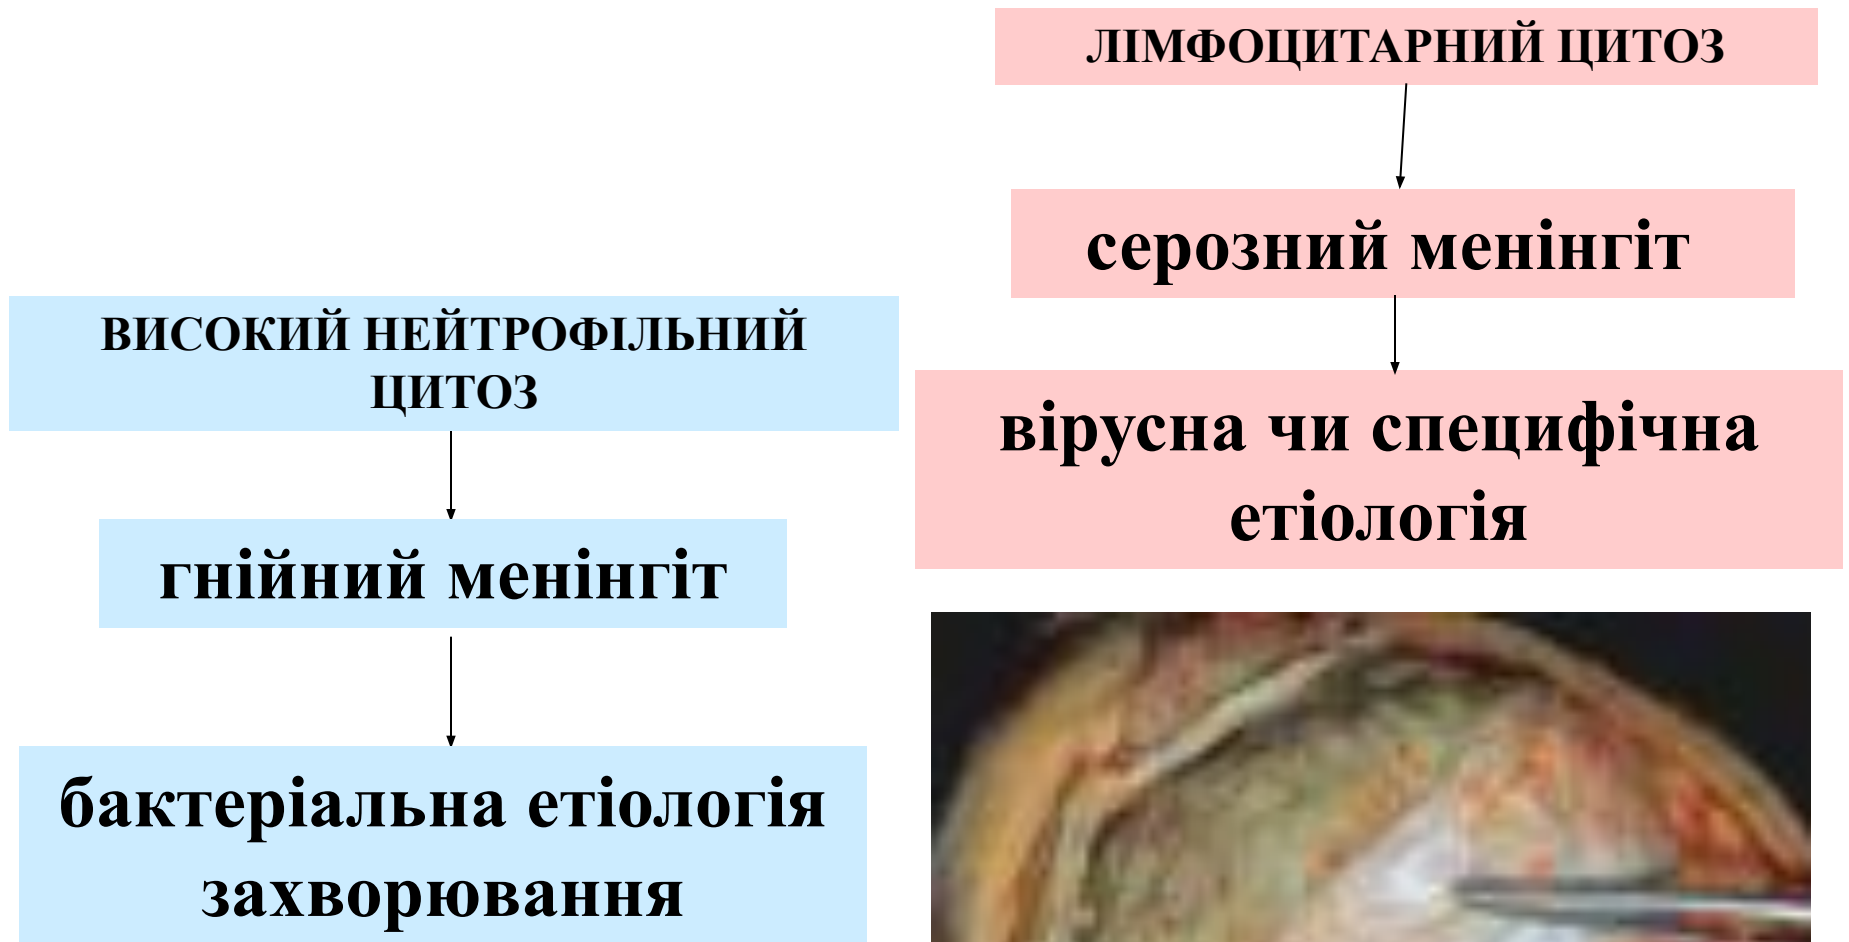 ЛІМФОЦИТАРНИЙ ЦИТОЗ
серозний менінгіт
вірусна чи специфічна
етіологія
ВИСОКИЙ НЕЙТРОФІЛЬНИЙ
ЦИТОЗ
гнійний менінгіт
бактеріальна етіологія
захворювання